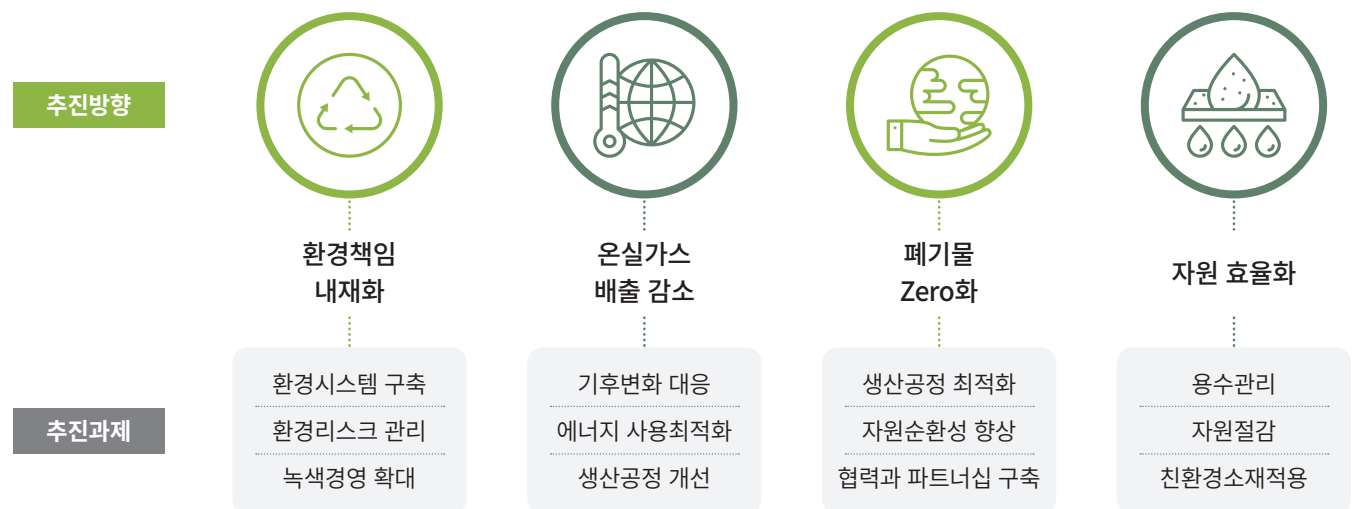 추진방향
환경책임
내재화
온실가스
배출 감소
폐기물
Zero화
자원 효율화
추진과제
환경시스템 구축
환경리스크 관리
녹색경영 확대
기후변화 대응
에너지 사용최적화
생산공정 개선
생산공정 최적화
자원순환성 향상
협력과 파트너십 구축
용수관리
자원절감
친환경소재적용